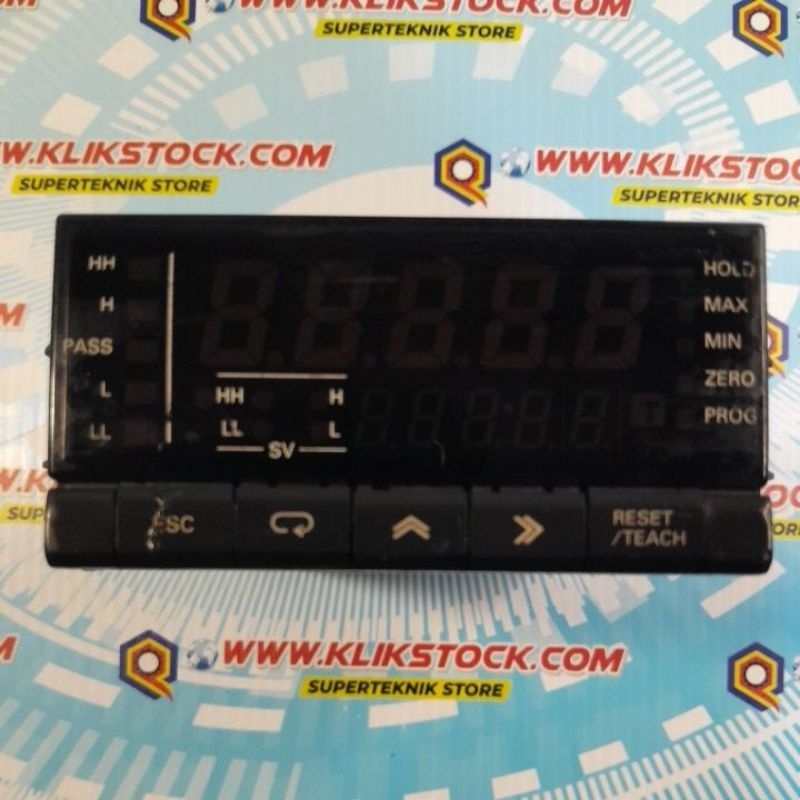 KLIKSTOCK.COM
SUPERTEKNIK STORE
WWW.KLIKSTOCK.COM
SUPERTEKNIK STORE
WWW.KLIKSTOCK.COM
SUPERTEKNIK STORE
HH
H
PASS
L
LL
HH
H
LL
L
SV
HOLD
MAX
MIN
ZERO
PROG
ESC
RESET
/TEACH
WWW.KLIKSTOCK.COM
SUPERTEKNIK STORE